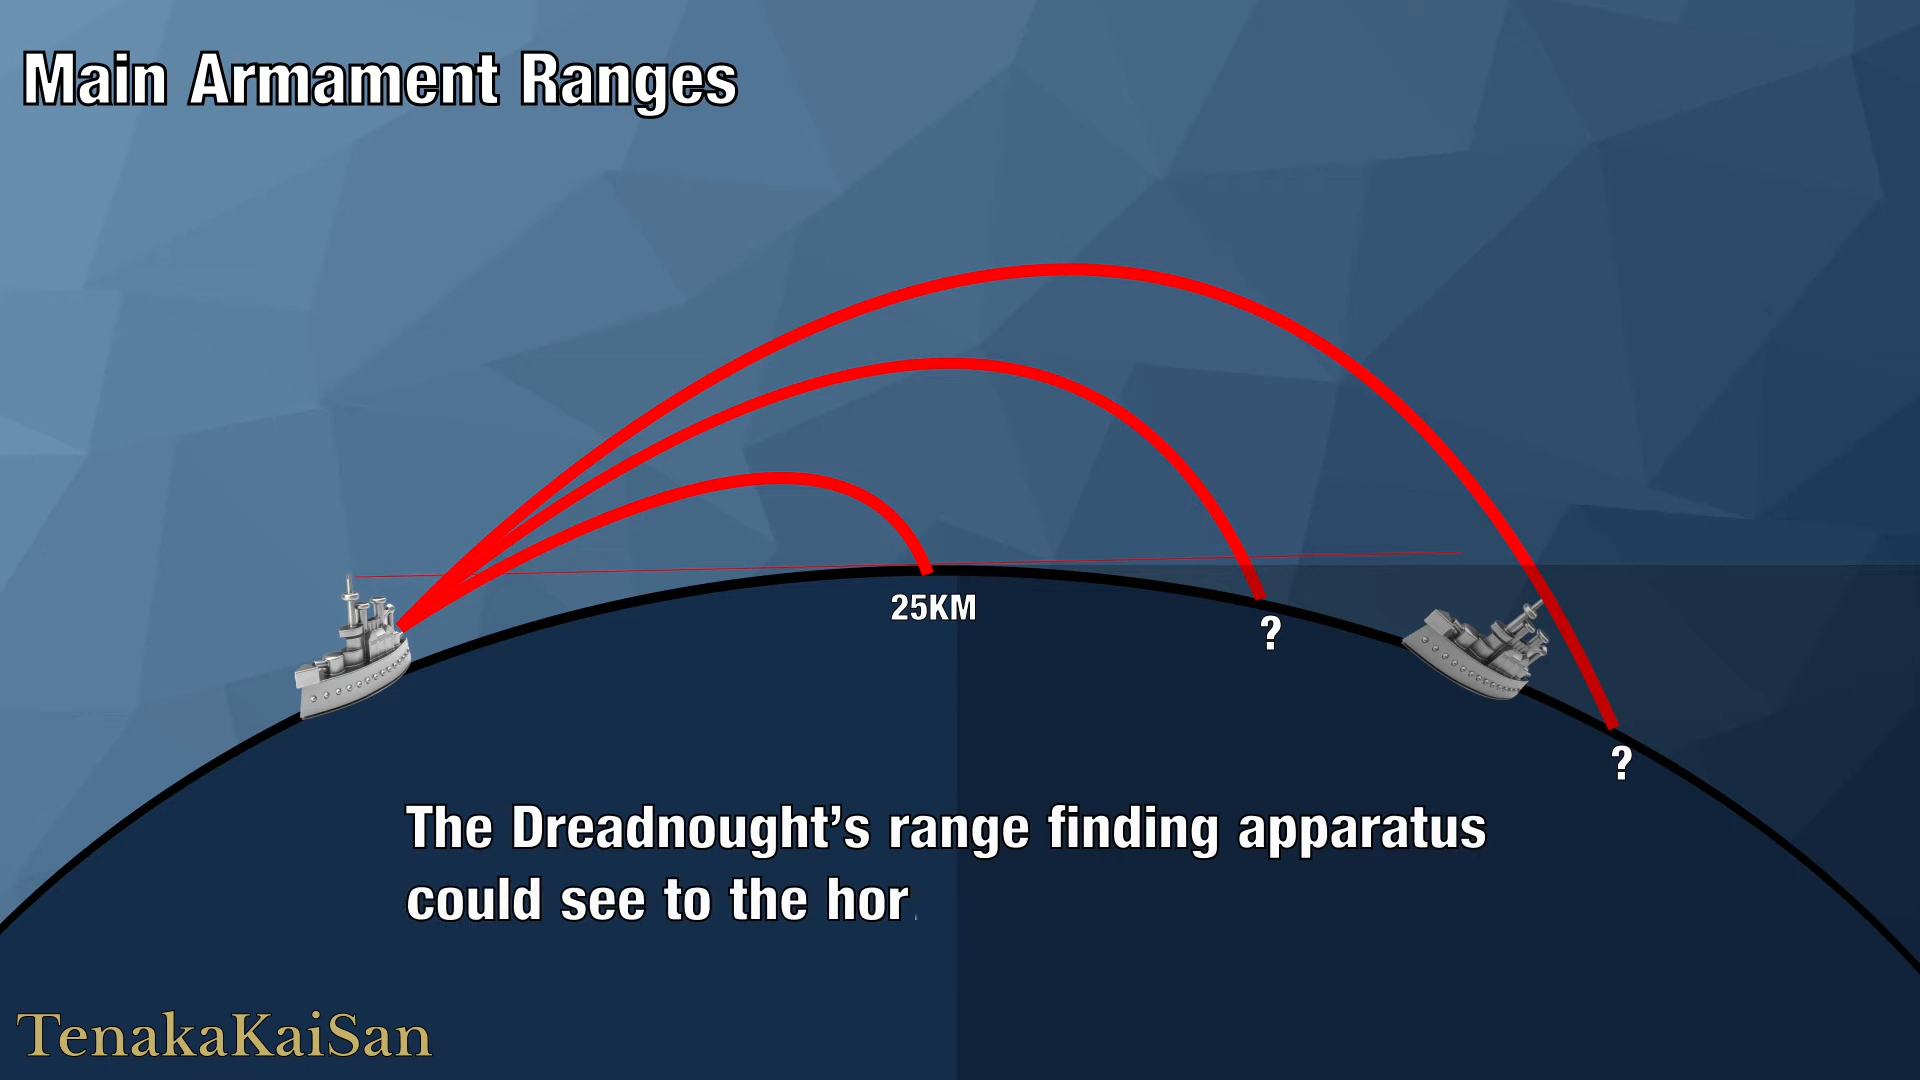 Main Armament Ranges
25KM
?
?
The Dreadnought’s range finding apparatus
could see to the hor
TenakaKaiSan